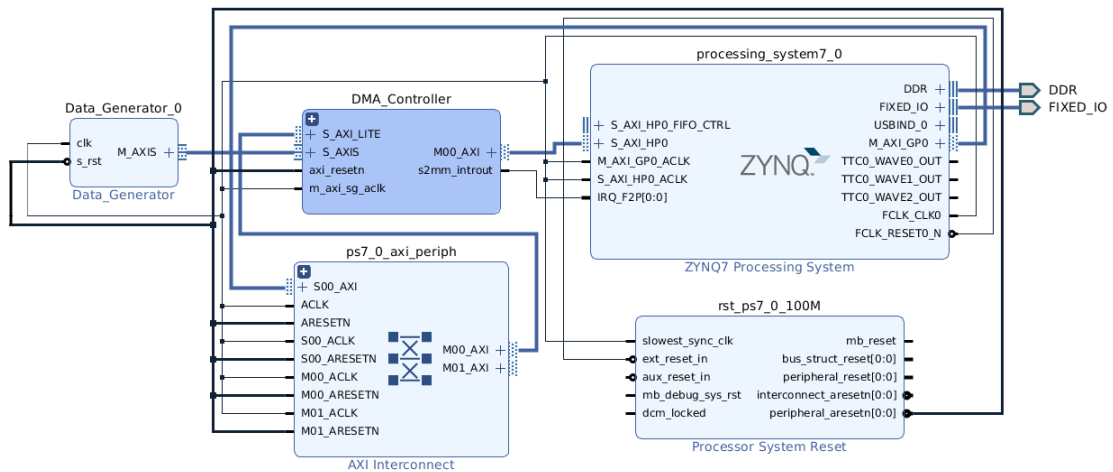 Data_Generator_0
clk
s_rst
M_AXIS
Data_Generator
DMA_Controller
S_AXI_LITE
S_AXIS
axi_resetn
m_axi_sg_aclk
M00_AXI
s2mm_introut
ps7_0_axi_periph
S00_AXI
ACLK
ARESETN
S00_ACLK
S00_ARESETN
M00_ACLK
M00_ARESETN
M01_ACLK
M01_ARESETN
M00_AXI
M01_AXI
AXI Interconnect
processing_system7_0
S_AXI_HP0_FIFO_CTRL
S_AXI_HP0
M_AXI_GP0_ACLK
S_AXI_HP0_ACLK
IRQ_F2P[0:0]
ZYNQ
DDR
FIXED_IO
USBIND_0
M_AXI_GP0
TTC0_WAVE0_OUT
TTC0_WAVE1_OUT
TTC0_WAVE2_OUT
FCLK_CLK0
FCLK_RESET0_N
ZYNQ7 Processing System
DDR
FIXED_IO
rst_ps7_0_100M
slowest_sync_clk
ext_reset_in
aux_reset_in
mb_debug_sys_rst
dcm_locked
mb_reset
bus_struct_reset[0:0]
peripheral_reset[0:0]
interconnect_aresetn[0:0]
peripheral_aresetn[0:0]
Processor System Reset